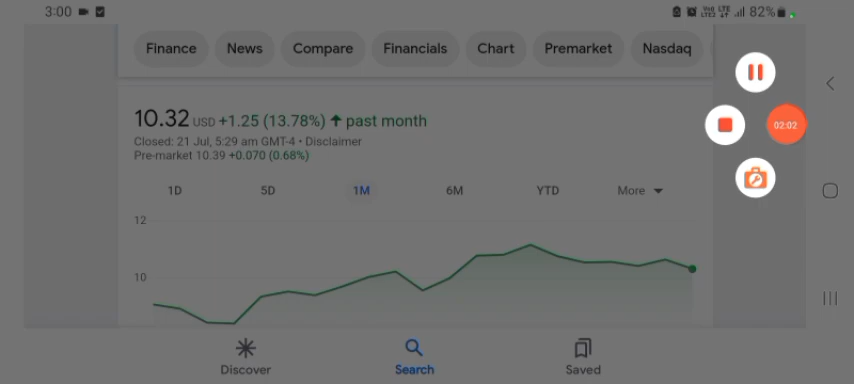 3:00 82%
Finance News Compare Financials Chart Premarket Nasdaq
10.32 USD +1.25 (13.78%) ↑ past month
Closed: 21 Jul, 5:29 am GMT-4 • Disclaimer
Pre-market 10.39 +0.070 (0.68%)
02:02
1D 5D 1M 6M YTD More
12
10
Discover Search Saved